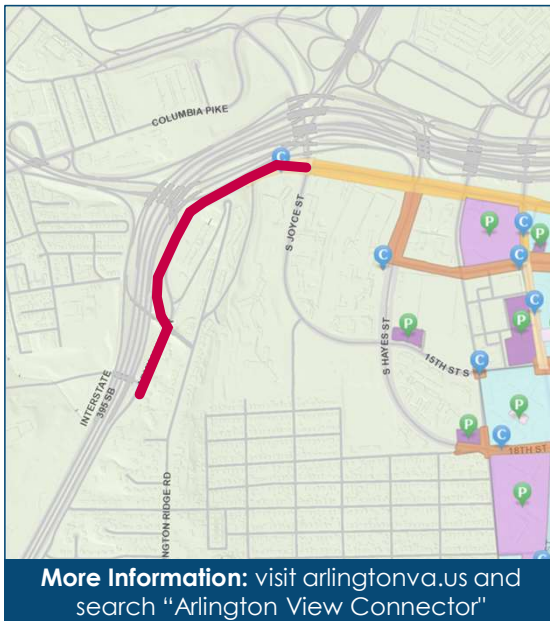 COLUMBIA PIKE
C
S JOYCE ST
P
C
P
C
C
C
P
S HAYES ST
P
15TH ST S
C
INTERSTATE
395 SB
P
P
C
18TH ST
NGTON RIDGE RD
P
C
More Information: visit arlingtonva.us and
search “Arlington View Connector"